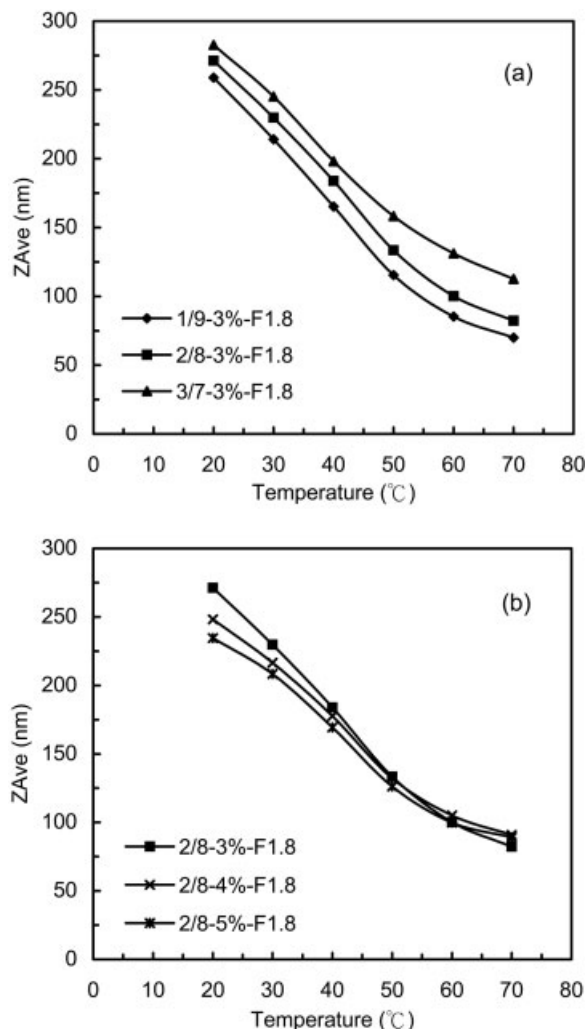 300
(a)
250
200
ZAve (nm)
150
100
1/9-3%-F1.8
2/8-3%-F1.8
50
3/7-3%-F1.8
0
0 10 20 30 40 50 60 70 80
Temperature (℃)
300
(b)
250
200
ZAve (nm)
150
100
2/8-3%-F1.8
2/8-4%-F1.8
50
2/8-5%-F1.8
0
0 10 20 30 40 50 60 70 80
Temperature (℃)